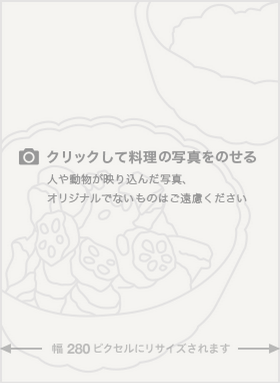 クリックして料理の写真をのせる
人や動物が映り込んだ写真、
オリジナルでないものはご遠慮ください
幅 280 ピクセルにリサイズされます